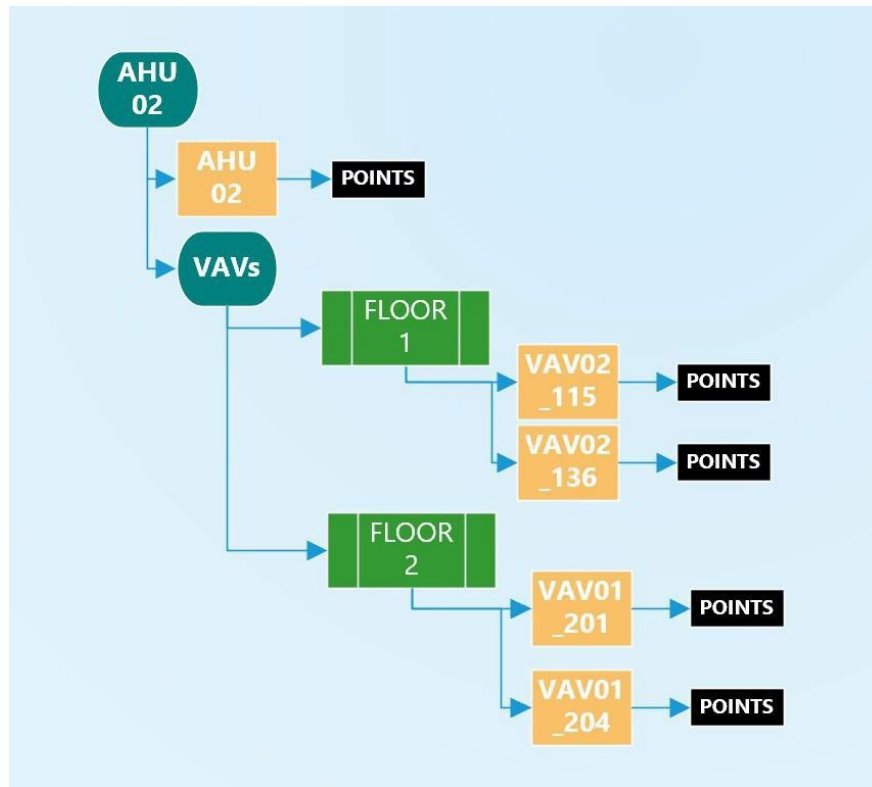 AHU
02
AHU
02
POINTS
VAVs
FLOOR
1
VAV02
_115
POINTS
VAV02
_136
POINTS
FLOOR
2
VAV01
_201
POINTS
VAV01
_204
POINTS